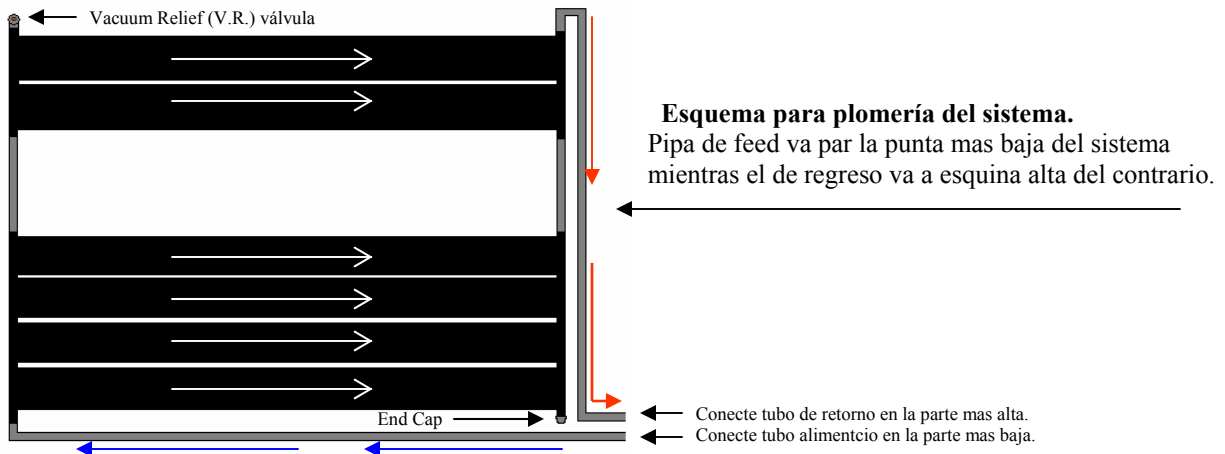 Vacuum Relief (V.R.) válvula
Esquema para plomería del sistema.
Pipa de feed va par la punta mas baja del sistema
mientras el de regreso va a esquina alta del contrario.
End Cap
Conecte tubo de retorno en la parte mas alta.
Conecte tubo alimentcio en la parte mas baja.